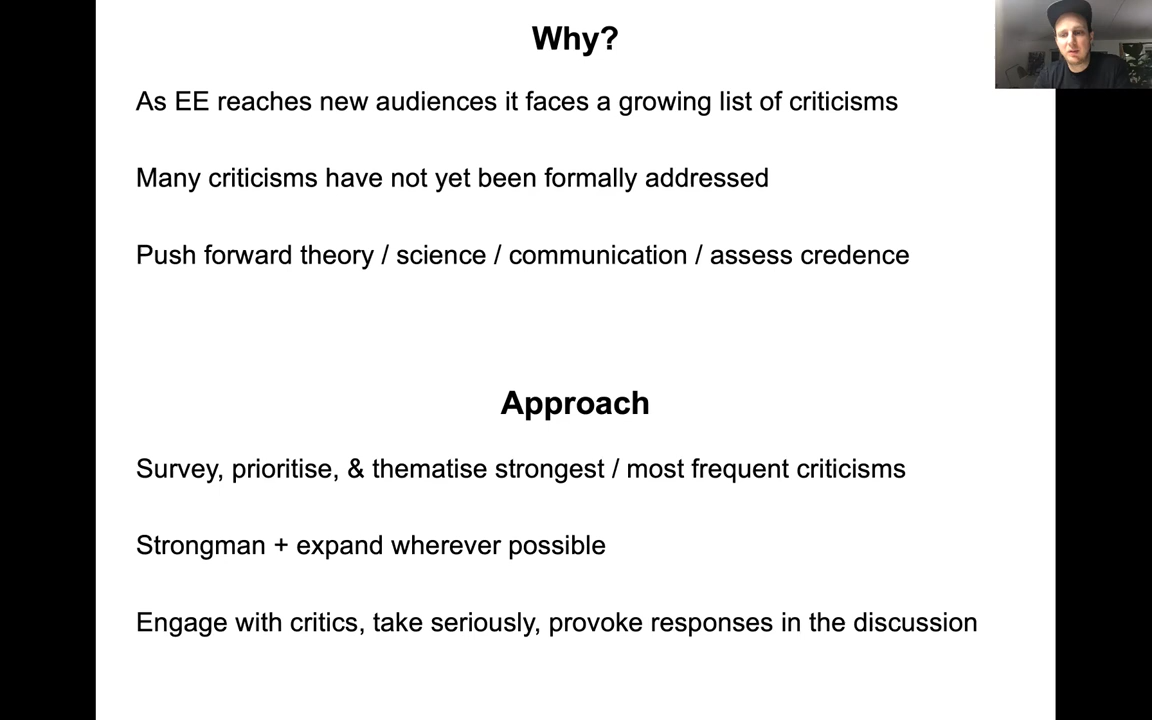 Why?
As EE reaches new audiences it faces a growing list of criticisms
Many criticisms have not yet been formally addressed
Push forward theory / science / communication / assess credence
Approach
Survey, prioritise, & thematise strongest / most frequent criticisms
Strongman + expand wherever possible
Engage with critics, take seriously, provoke responses in the discussion